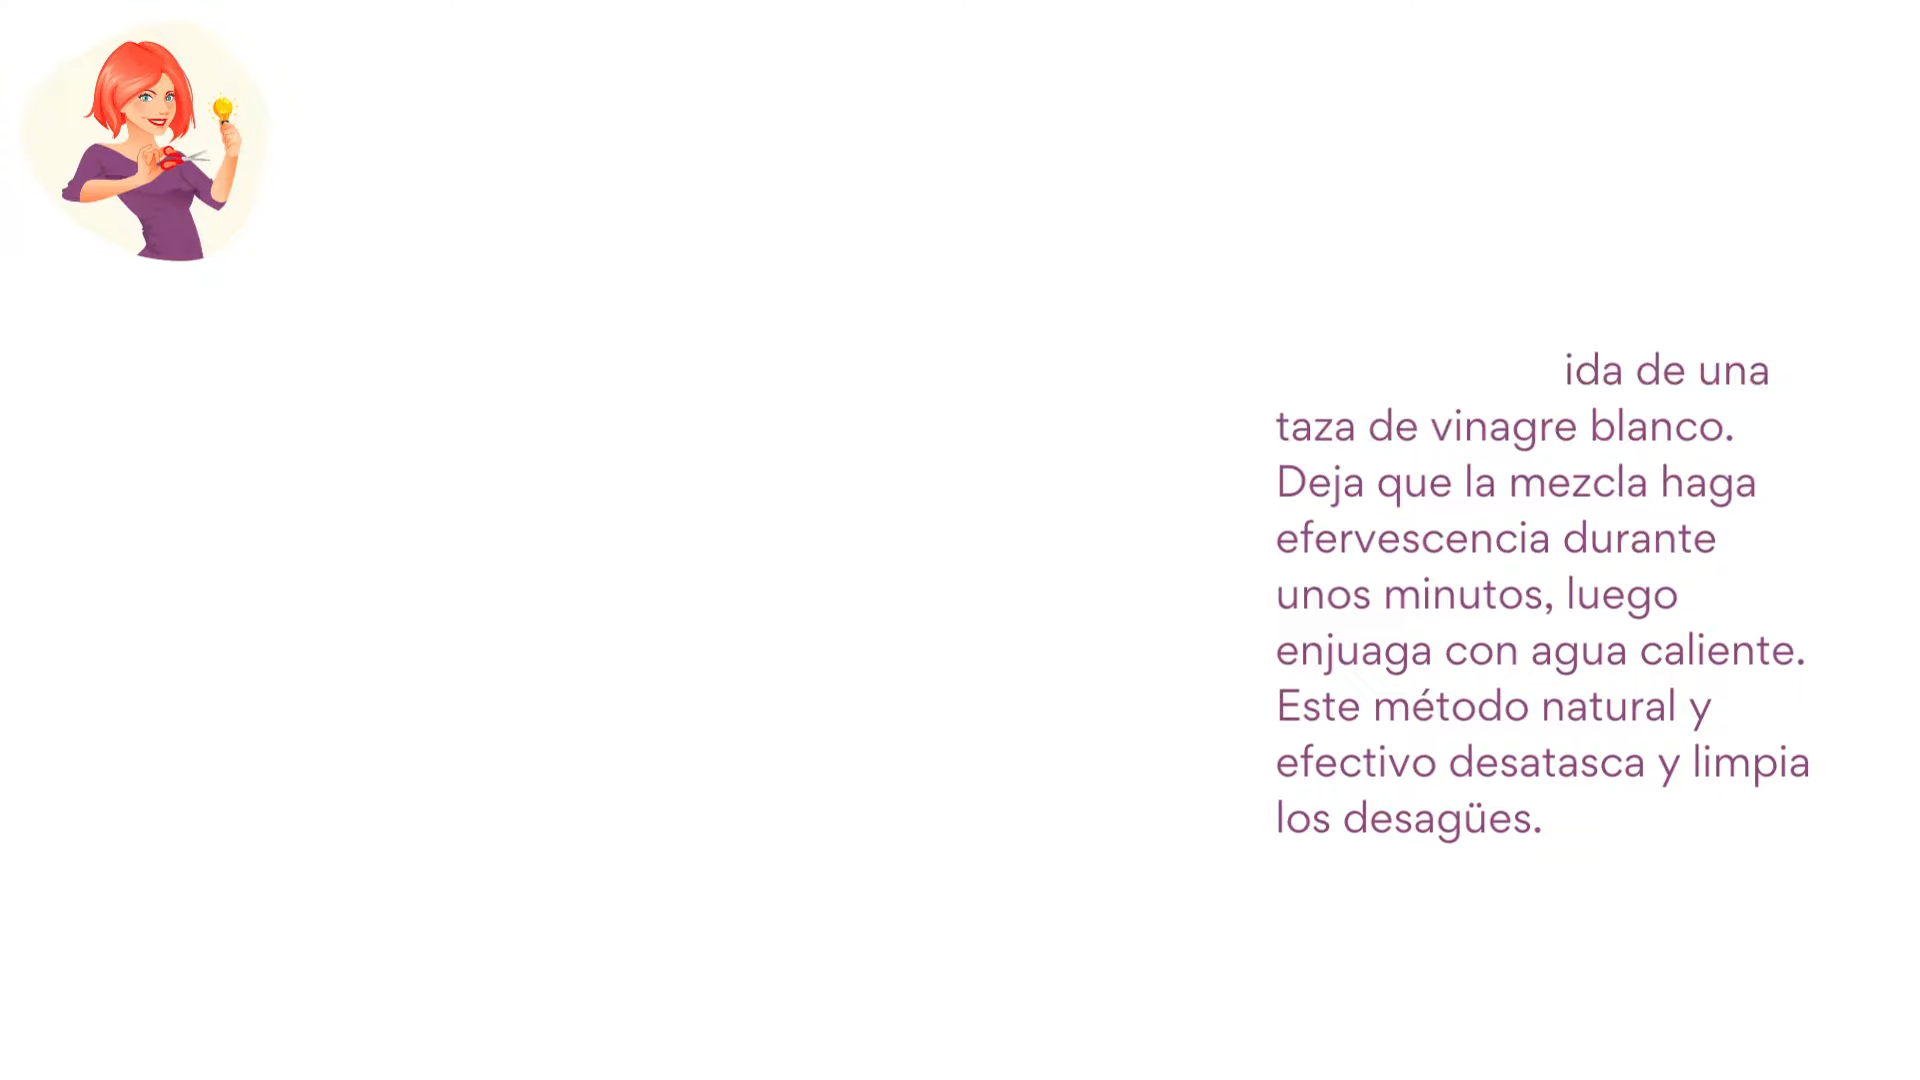 ida de una
taza de vinagre blanco.
Deja que la mezcla haga
efervescencia durante
unos minutos, luego
enjuaga con agua caliente.
Este método natural y
efectivo desatasca y limpia
los desagües.